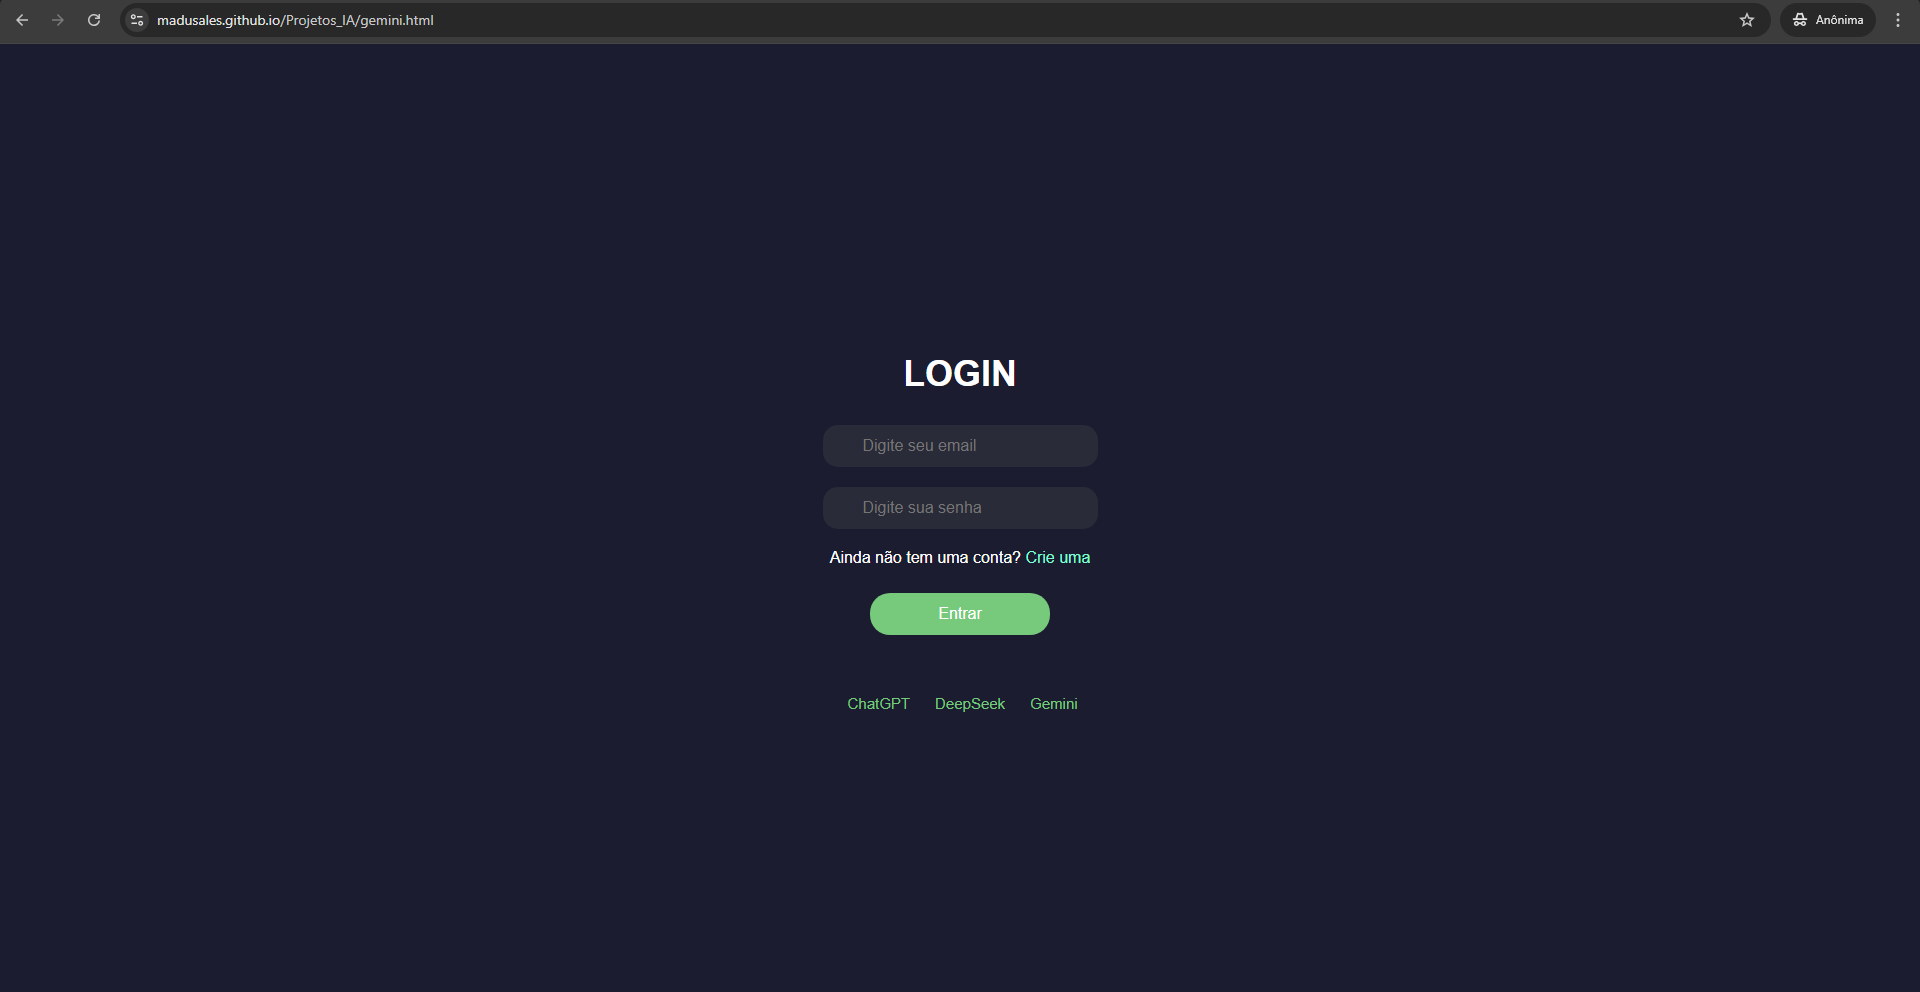 madusales.github.io/Projetos_IA/gemini.html
Anônima
LOGIN
Digite seu email
Digite sua senha
Ainda não tem uma conta? Crie uma
Entrar
ChatGPT DeepSeek Gemini